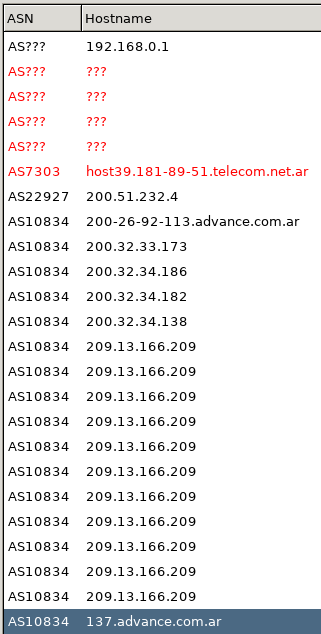 ASN Hostname
AS??? 192.168.0.1
AS??? ???
AS??? ???
AS??? ???
AS??? ???
AS7303 host39.181-89-51.telecom.net.ar
AS22927 200.51.232.4
AS10834 200-26-92-113.advance.com.ar
AS10834 200.32.33.173
AS10834 200.32.34.186
AS10834 200.32.34.182
AS10834 200.32.34.138
AS10834 209.13.166.209
AS10834 209.13.166.209
AS10834 209.13.166.209
AS10834 209.13.166.209
AS10834 209.13.166.209
AS10834 209.13.166.209
AS10834 209.13.166.209
AS10834 209.13.166.209
AS10834 209.13.166.209
AS10834 209.13.166.209
AS10834 209.13.166.209
AS10834 137.advance.com.ar